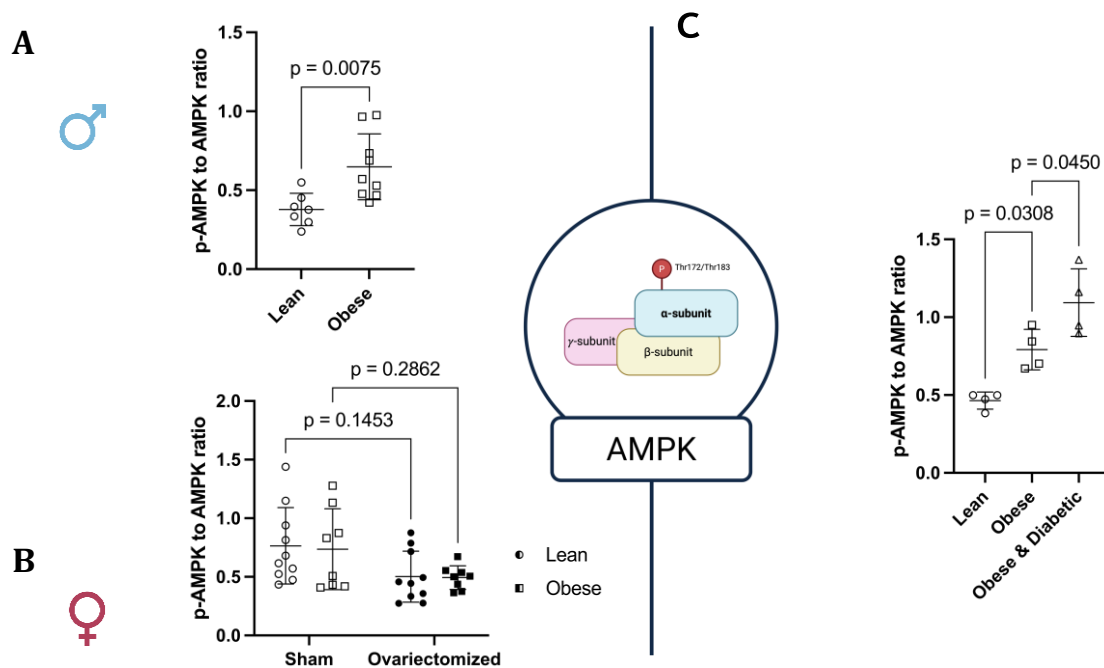 A
p-AMPK to AMPK ratio
1.5
1.0
0.5
0.0
p = 0.0075
Lean
Obese
B
p-AMPK to AMPK ratio
2.0
1.5
1.0
0.5
0.0
p = 0.2862
p = 0.1453
Lean
Obese
Sham
Ovariectomized
P
Thr172/Thr183
α-subunit
γ-subunit
β-subunit
AMPK
C
p-AMPK to AMPK ratio
1.5
1.0
0.5
0.0
p = 0.0450
p = 0.0308
Lean
Obese
Obese & Diabetic